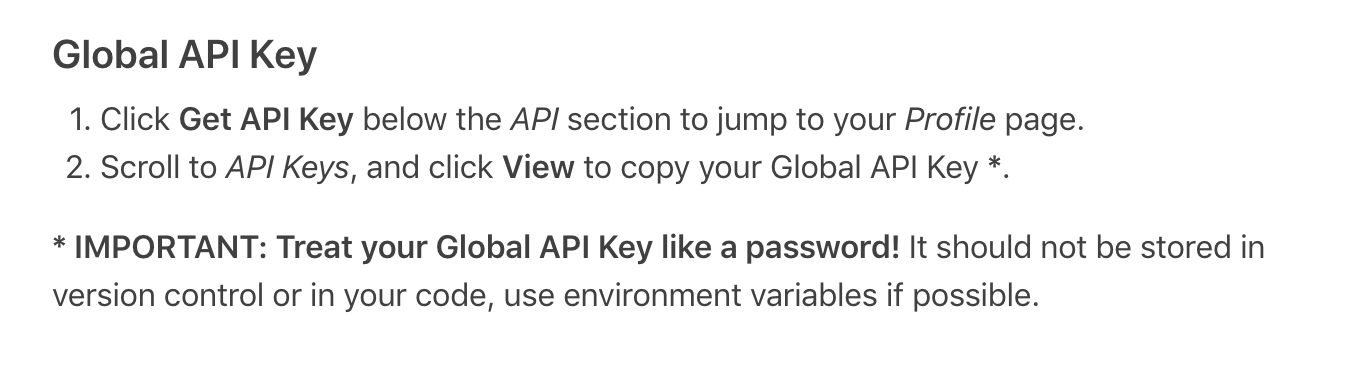 Global API Key
1. Click Get API Key below the API section to jump to your Profile page.
2. Scroll to API Keys, and click View to copy your Global API Key *.
* IMPORTANT: Treat your Global API Key like a password! It should not be stored in
version control or in your code, use environment variables if possible.